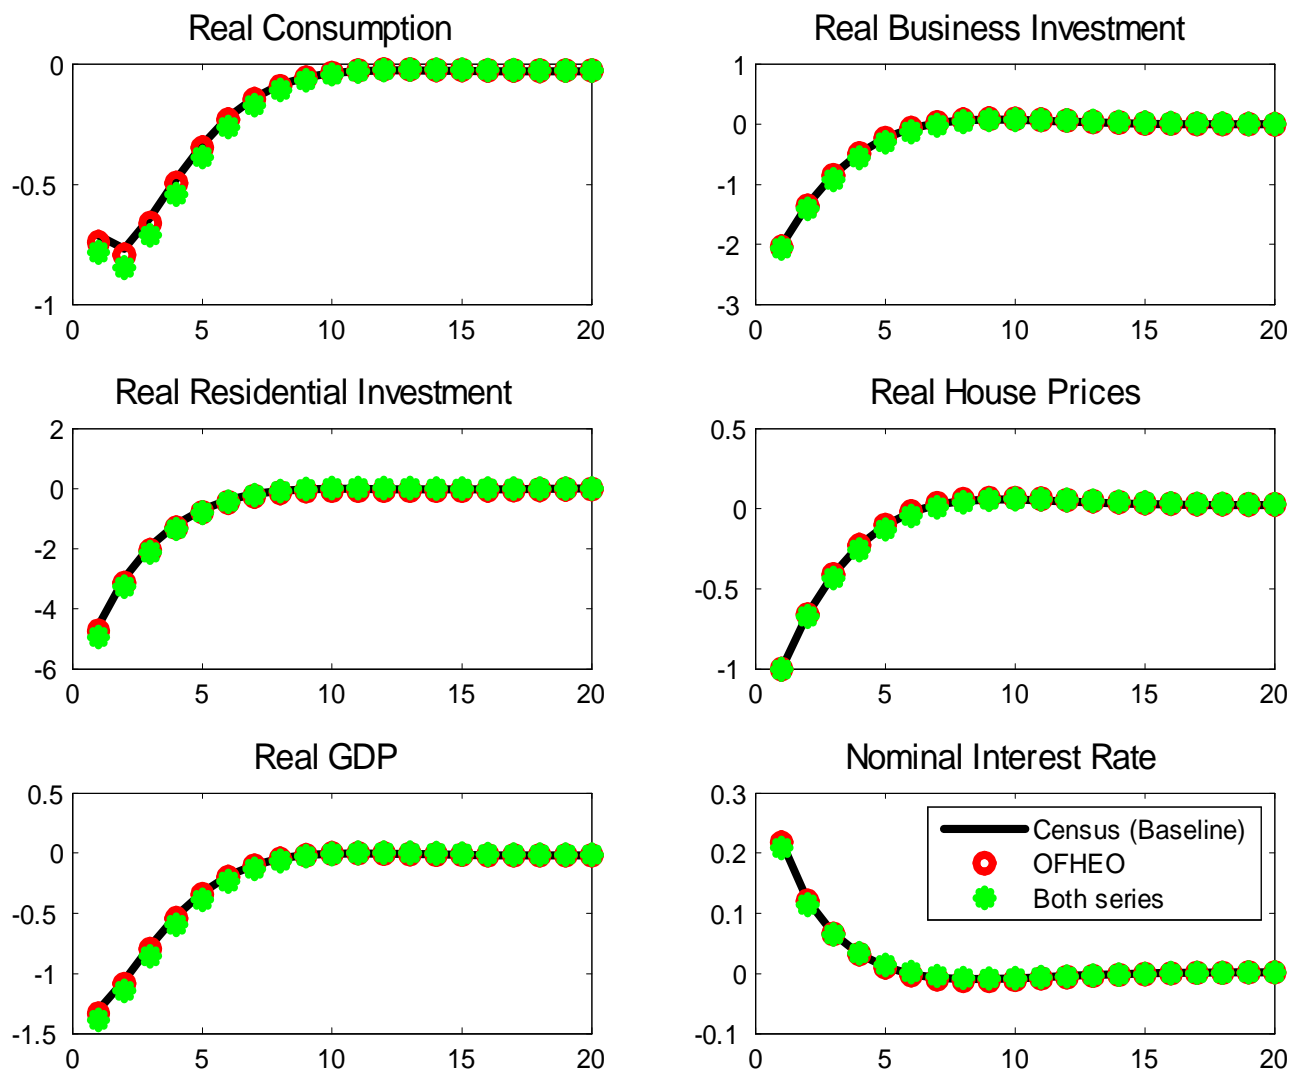 Real Consumption
0
-0.5
-1
0 5 10 15 20
Real Business Investment
1
0
-1
-2
-3
0 5 10 15 20
Real Residential Investment
2
0
-2
-4
-6
0 5 10 15 20
Real House Prices
0.5
0
-0.5
-1
0 5 10 15 20
Real GDP
0.5
0
-0.5
-1
-1.5
0 5 10 15 20
Nominal Interest Rate
0.3
0.2
0.1
0
-0.1
0 5 10 15 20
Census (Baseline)
OFHEO
Both series